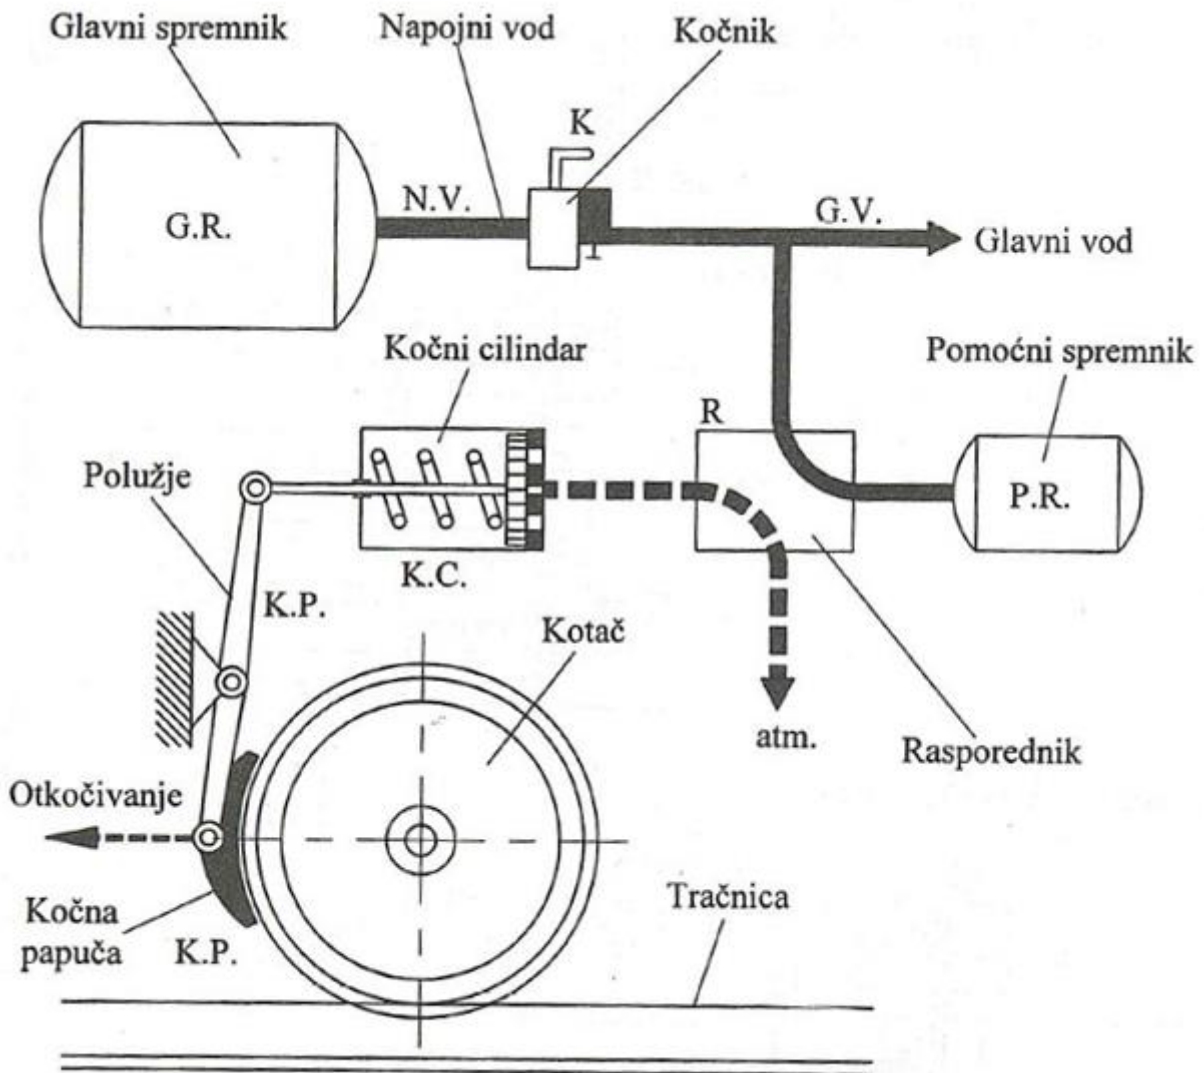 Glavni spremnik
Napojni vod
Kočnik
K
N.V.
G.V.
G.R.
Glavni vod
Kočni cilindar
Pomoćni spremnik
R
Polužje
P.R.
K.C.
K.P.
Kotač
atm.
Rasporednik
Otkočivanje
Tračnica
Kočna
papuča
K.P.